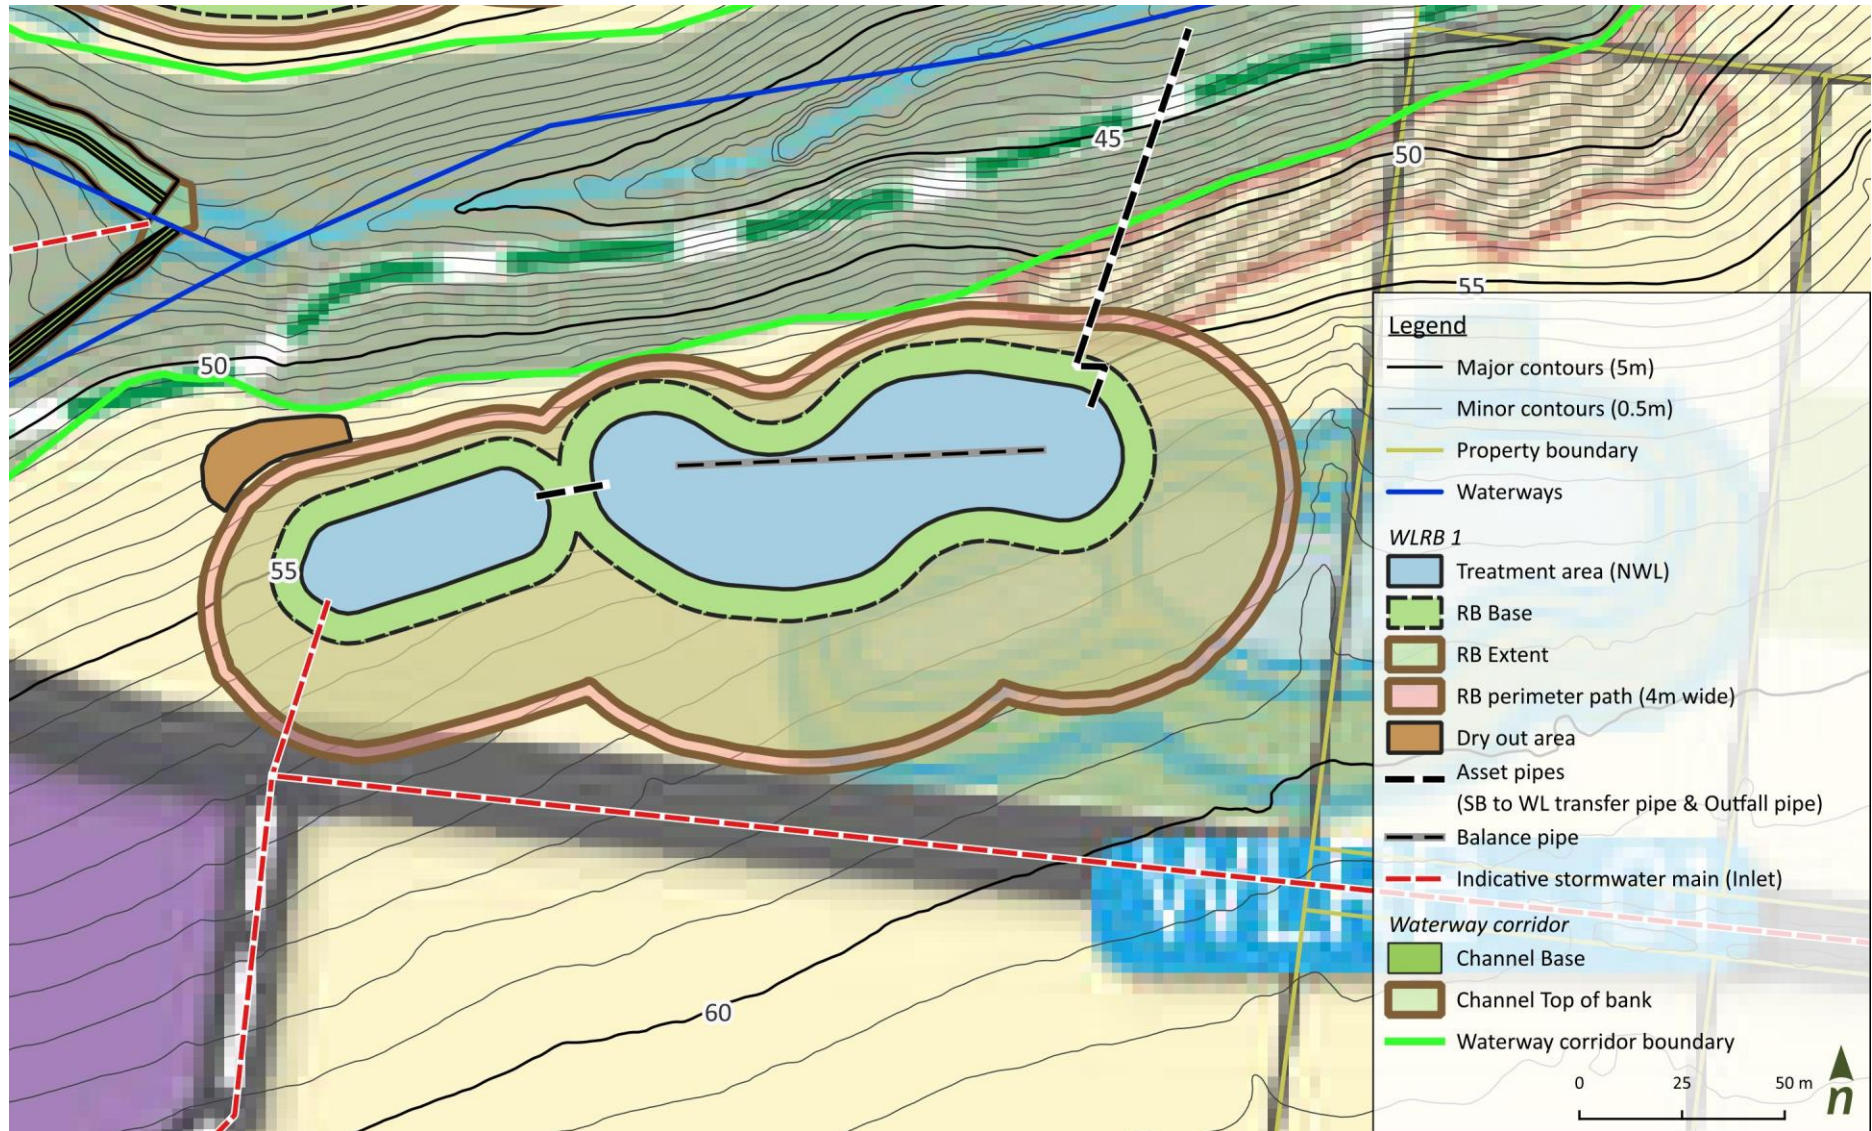 45
50
55
50
55
60
Legend
Major contours (5m)
Minor contours (0.5m)
Property boundary
Waterways
WLRB 1
Treatment area (NWL)
RB Base
RB Extent
RB perimeter path (4m wide)
Dry out area
Asset pipes
(SB to WL transfer pipe & Outfall pipe)
Balance pipe
Indicative stormwater main (Inlet)
Waterway corridor
Channel Base
Channel Top of bank
Waterway corridor boundary
0 25 50 m
n